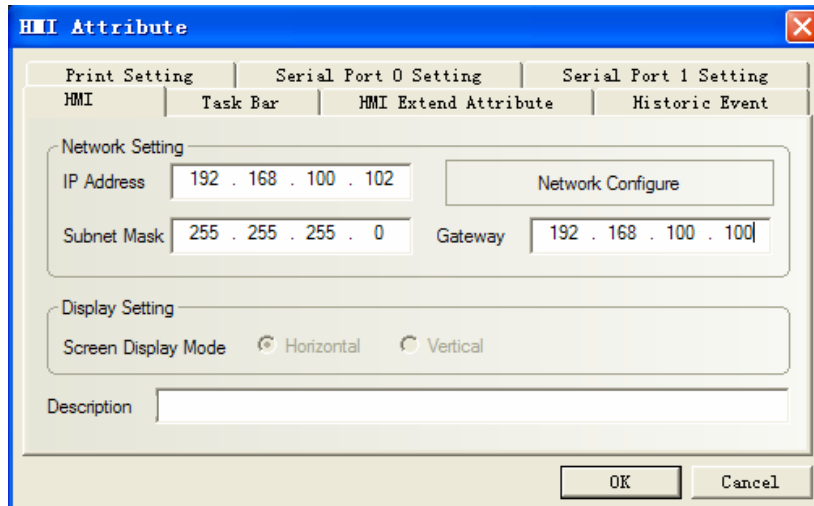 HMI Attribute
Print Setting Serial Port 0 Setting Serial Port 1 Setting
HMI Task Bar HMI Extend Attribute Historic Event
Network Setting
IP Address 192 . 168 . 100 . 102 Network Configure
Subnet Mask 255 . 255 . 255 . 0 Gateway 192 . 168 . 100 . 100
Display Setting
Screen Display Mode Horizontal Vertical
Description
OK Cancel